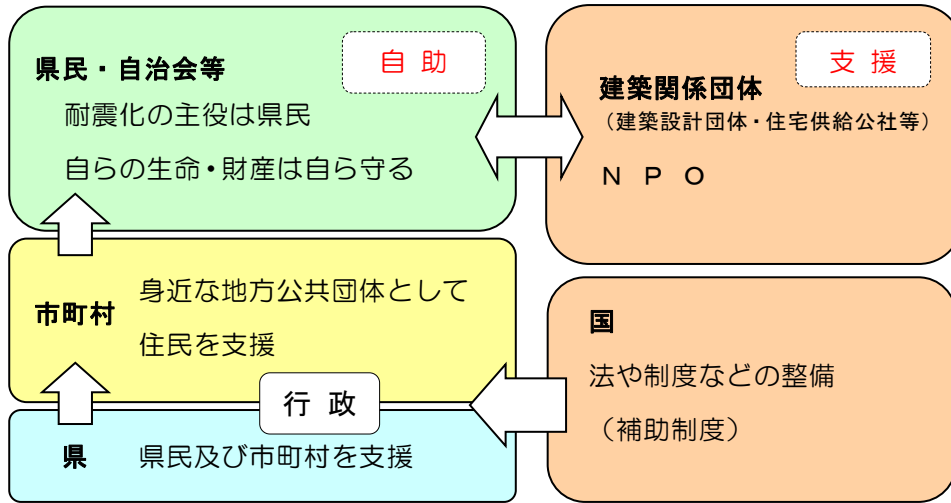 県民・自治会等
自 助
耐震化の主役は県民
自らの生命・財産は自ら守る
支 援
建築関係団体
（建築設計団体・住宅供給公社等）
Ｎ Ｐ Ｏ
市町村
身近な地方公共団体として
住民を支援
行 政
県
県民及び市町村を支援
国
法や制度などの整備
（補助制度）